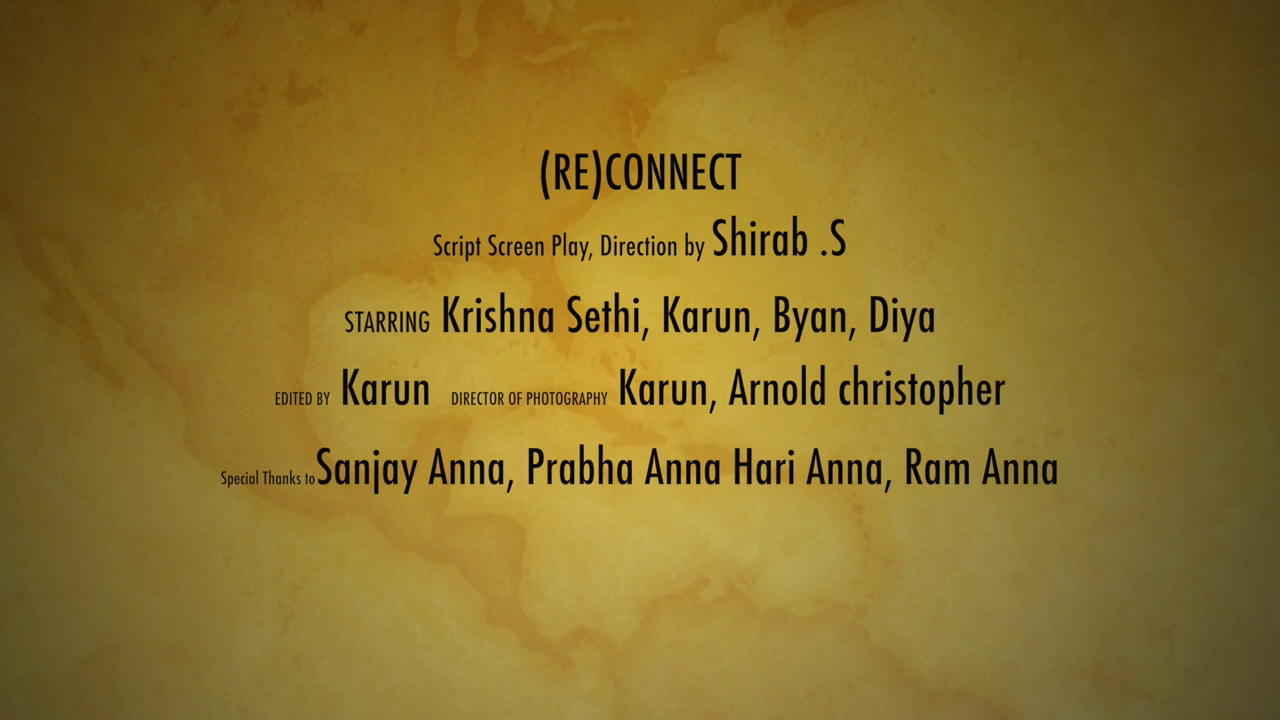 (RE)CONNECT
Script Screen Play, Direction by Shirab .S
STARRING Krishna Sethi, Karun, Byan, Diya
EDITED BY Karun DIRECTOR OF PHOTOGRAPHY Karun, Arnold christopher
Special Thanks to Sanjay Anna, Prabha Anna Hari Anna, Ram Anna